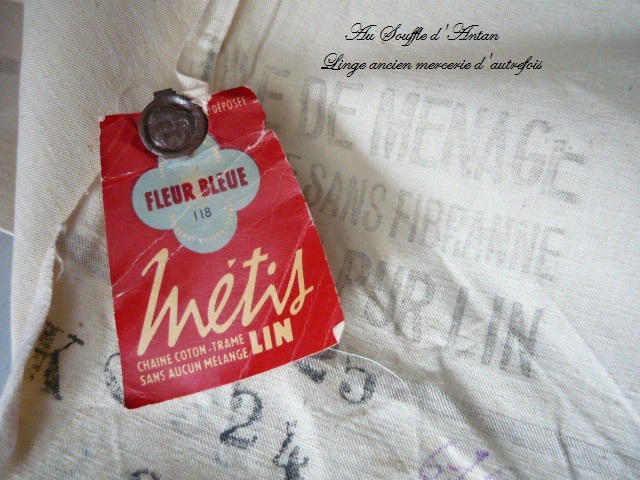 Au Souffle d'Antan
Linge ancien mercerie d'autrefois
DE MENAGE
SANS FIBRANNE
PUR LIN
DÉPOSÉE
FLEUR BLEUE
118
Métis
CHAINE COTON-TRAME LIN
SANS AUCUN MÉLANGE
25
24